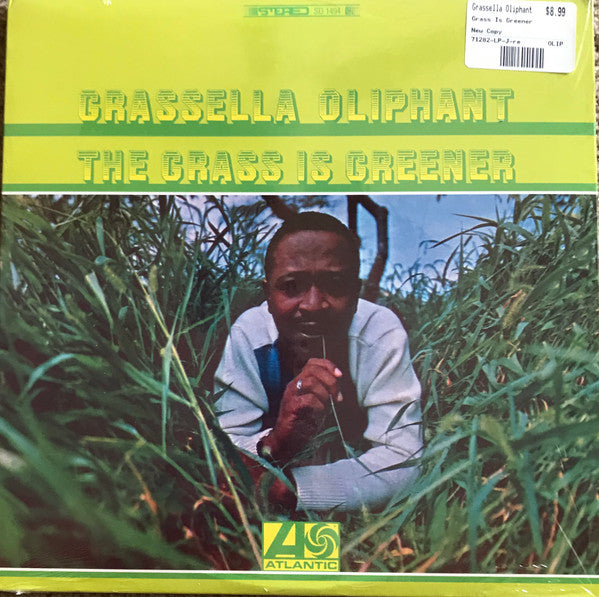 STEREO SD 1494
Grassella Oliphant $8.99
Grass Is Greener
New Copy
71282-LP-J-re OLIP
GRASSELLA OLIPHANT
THE GRASS IS GREENER
ATLANTIC